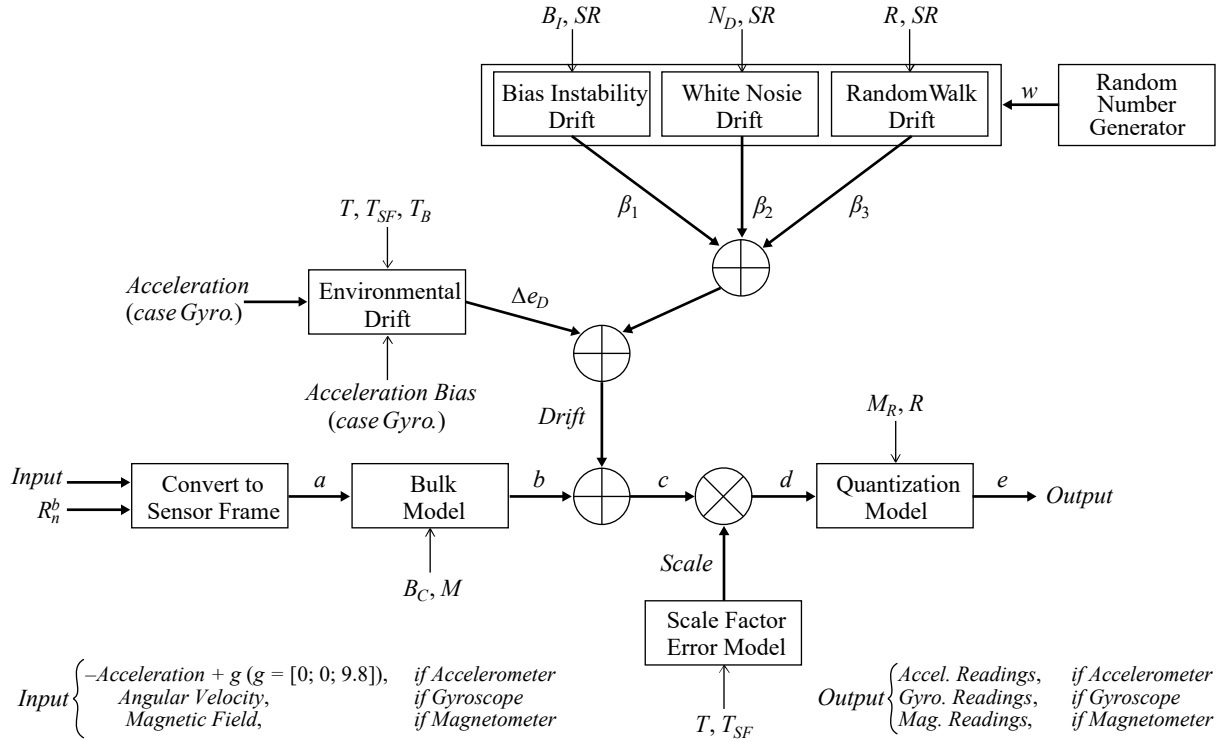 B_I, SR
N_D, SR
R, SR
Bias Instability
Drift
White Nosie
Drift
RandomWalk
Drift
w
Random
Number
Generator
β_1
β_2
β_3
T, T_SF, T_B
Acceleration
(case Gyro.)
Environmental
Drift
Δe_D
Acceleration Bias
(case Gyro.)
Drift
M_R, R
Input
R_n^b
Convert to
Sensor Frame
a
Bulk
Model
b
c
d
Quantization
Model
e
Output
B_C, M
Scale
Scale Factor
Error Model
T, T_SF
Input { –Acceleration + g (g = [0; 0; 9.8]), if Accelerometer
Angular Velocity, if Gyroscope
Magnetic Field, if Magnetometer
Output { Accel. Readings, if Accelerometer
Gyro. Readings, if Gyroscope
Mag. Readings, if Magnetometer